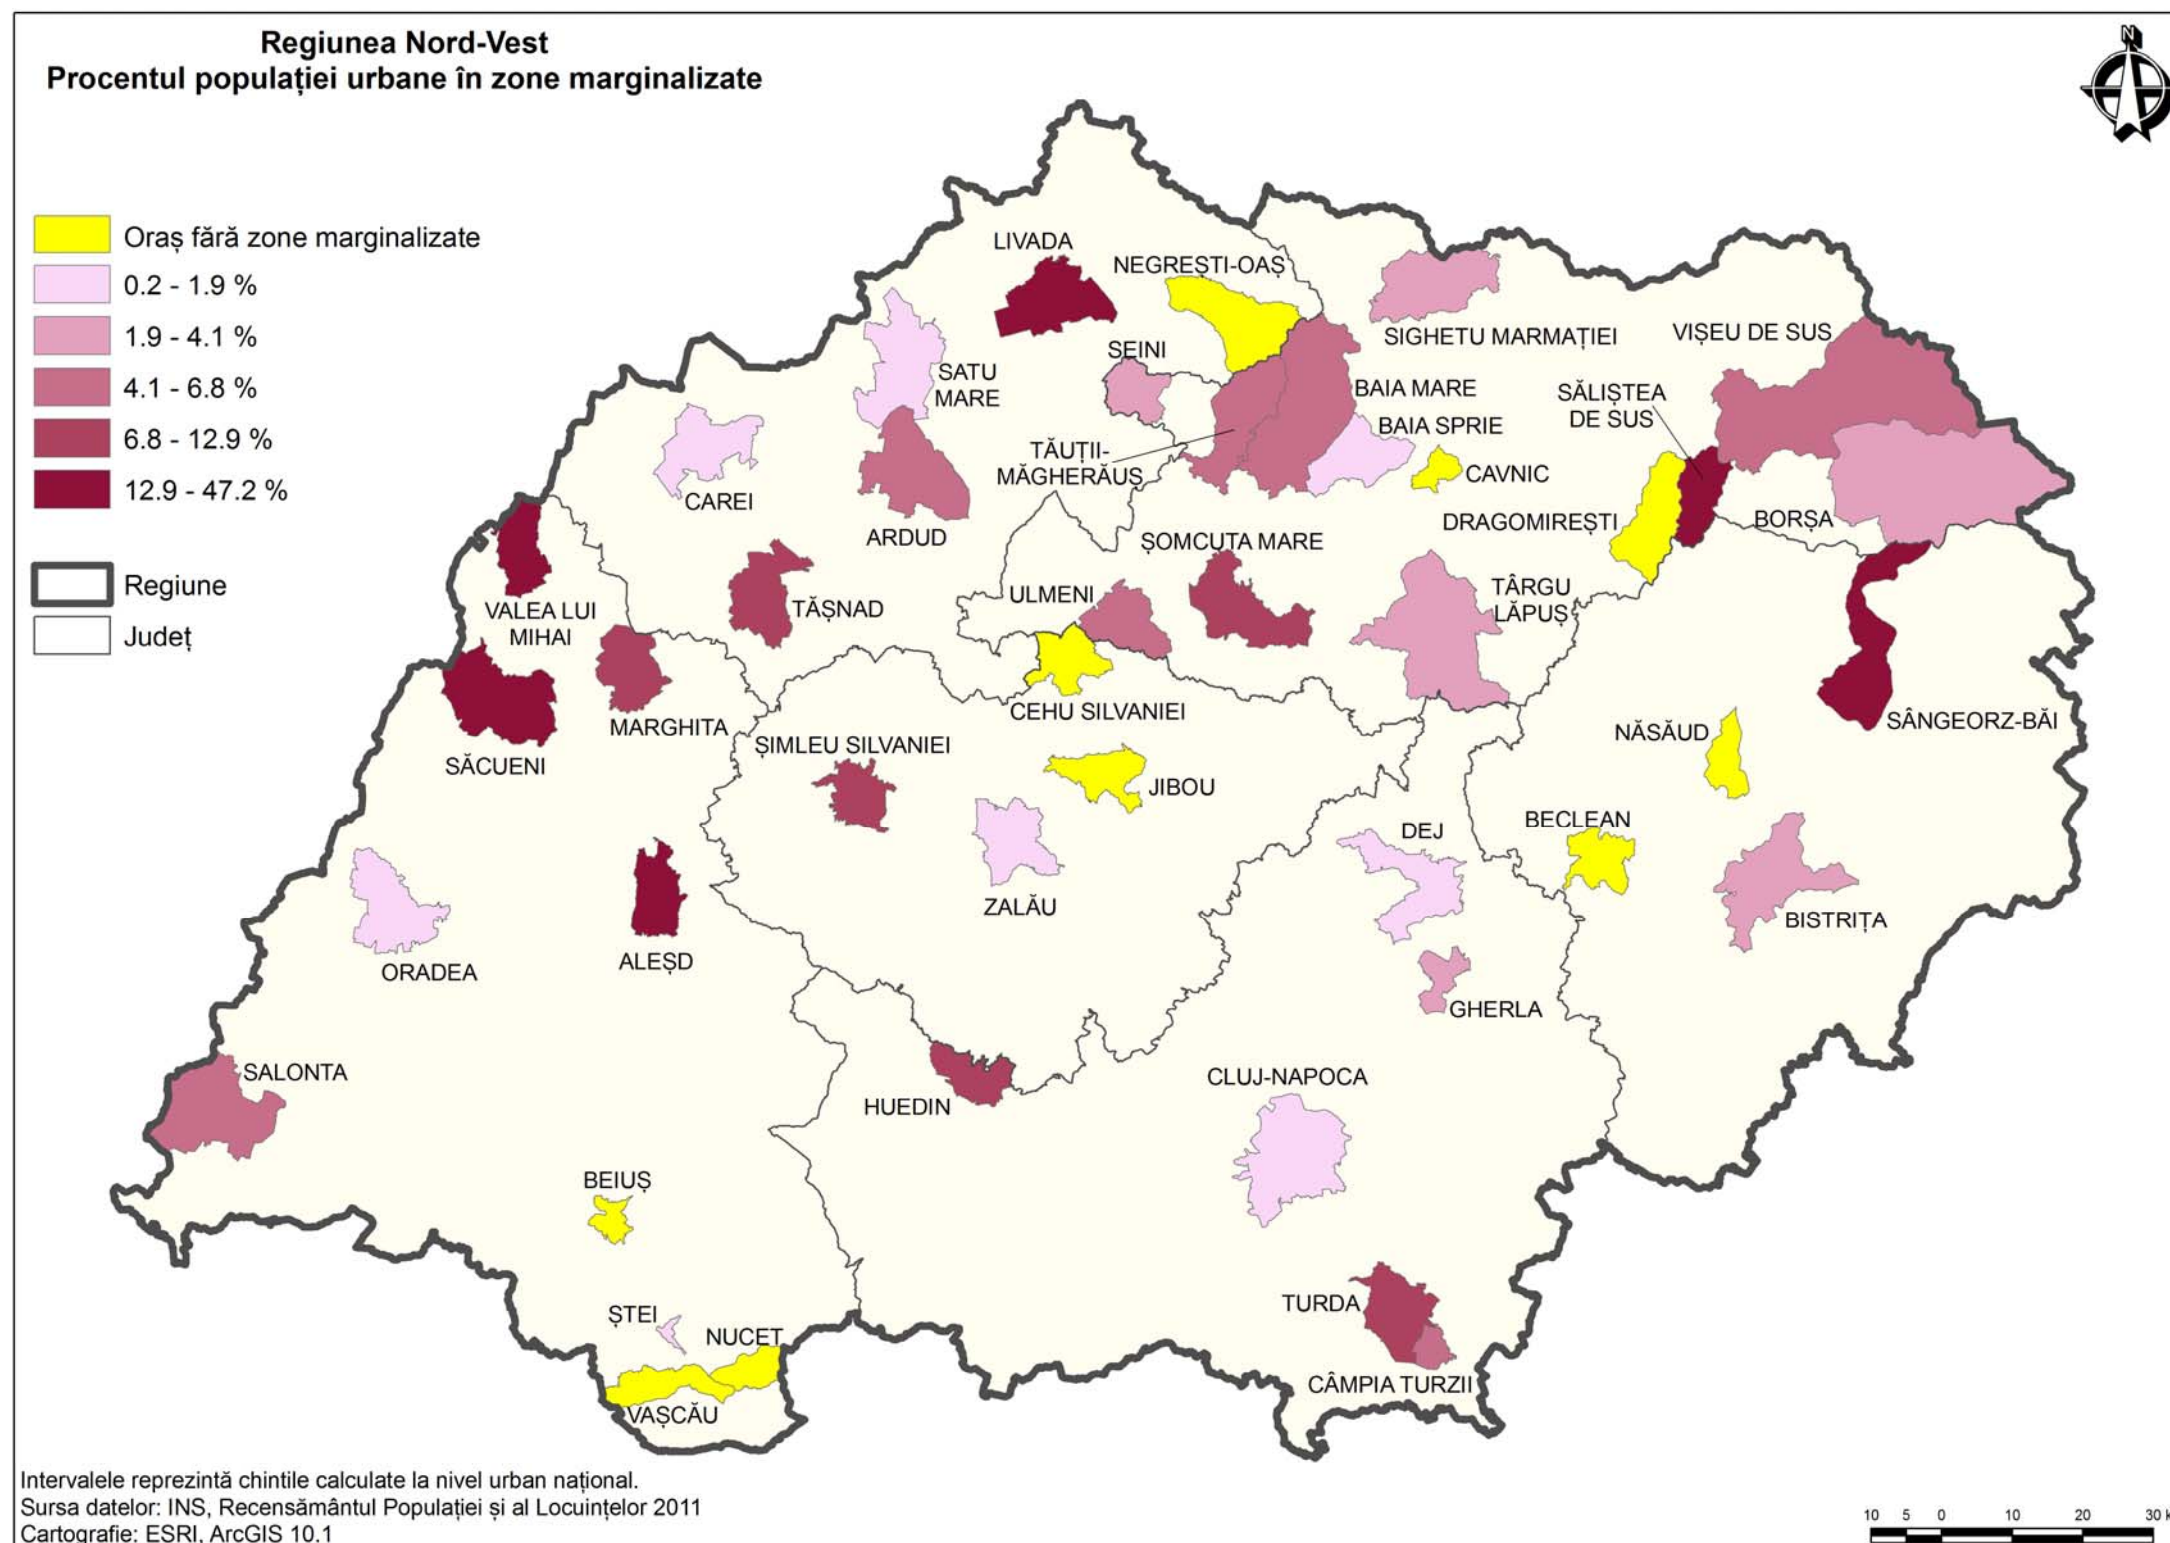 Regiunea Nord-Vest
Procentul populației urbane în zone marginalizate
N
Oraș fără zone marginalizate
0.2 - 1.9 %
1.9 - 4.1 %
4.1 - 6.8 %
6.8 - 12.9 %
12.9 - 47.2 %
Regiune
Județ
LIVADA
NEGREȘTI-OAȘ
SIGHETU MARMAȚIEI
VIȘEU DE SUS
SEINI
SATU
MARE
BAIA MARE
SĂLIȘTEA
DE SUS
BAIA SPRIE
TĂUȚII-
MĂGHERĂUȘ
CAVNIC
CAREI
DRAGOMIREȘTI
BORȘA
ARDUD
ȘOMCUTA MARE
ULMENI
TÂRGU
LĂPUȘ
TĂȘNAD
VALEA LUI
MIHAI
CEHU SILVANIEI
SÂNGEORZ-BĂI
MARGHITA
NĂSĂUD
ȘIMLEU SILVANIEI
SĂCUENI
JIBOU
BECLEAN
DEJ
ZALĂU
BISTRIȚA
ALEȘD
ORADEA
GHERLA
SALONTA
CLUJ-NAPOCA
HUEDIN
BEIUȘ
TURDA
ȘTEI
NUCET
CÂMPIA TURZII
VAȘCĂU
Intervalele reprezintă chintile calculate la nivel urban național.
Sursa datelor: INS, Recensământul Populației și al Locuințelor 2011
Cartografie: ESRI, ArcGIS 10.1
10 5 0 10 20 30 k